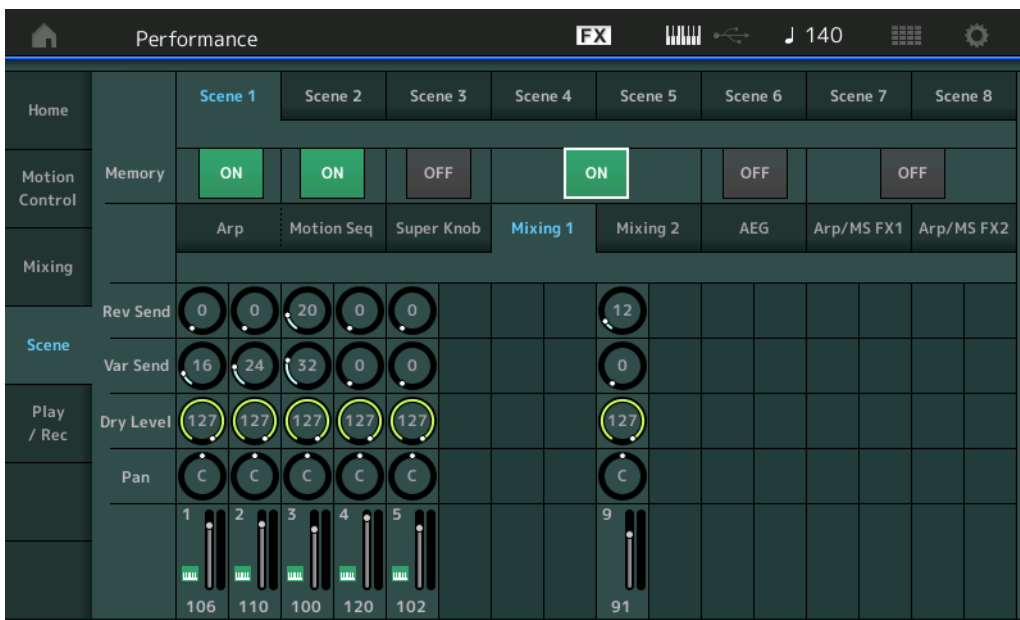 Performance FX 140
Home
Motion
Control
Mixing
Scene
Play
/ Rec
Scene 1 Scene 2 Scene 3 Scene 4 Scene 5 Scene 6 Scene 7 Scene 8
Memory ON ON OFF ON OFF OFF
Arp Motion Seq Super Knob Mixing 1 Mixing 2 AEG Arp/MS FX1 Arp/MS FX2
Rev Send 0 0 20 0 0 12
Var Send 16 24 32 0 0 0
Dry Level 127 127 127 127 127 127
Pan C C C C C C
1 2 3 4 5 9
106 110 100 120 102 91